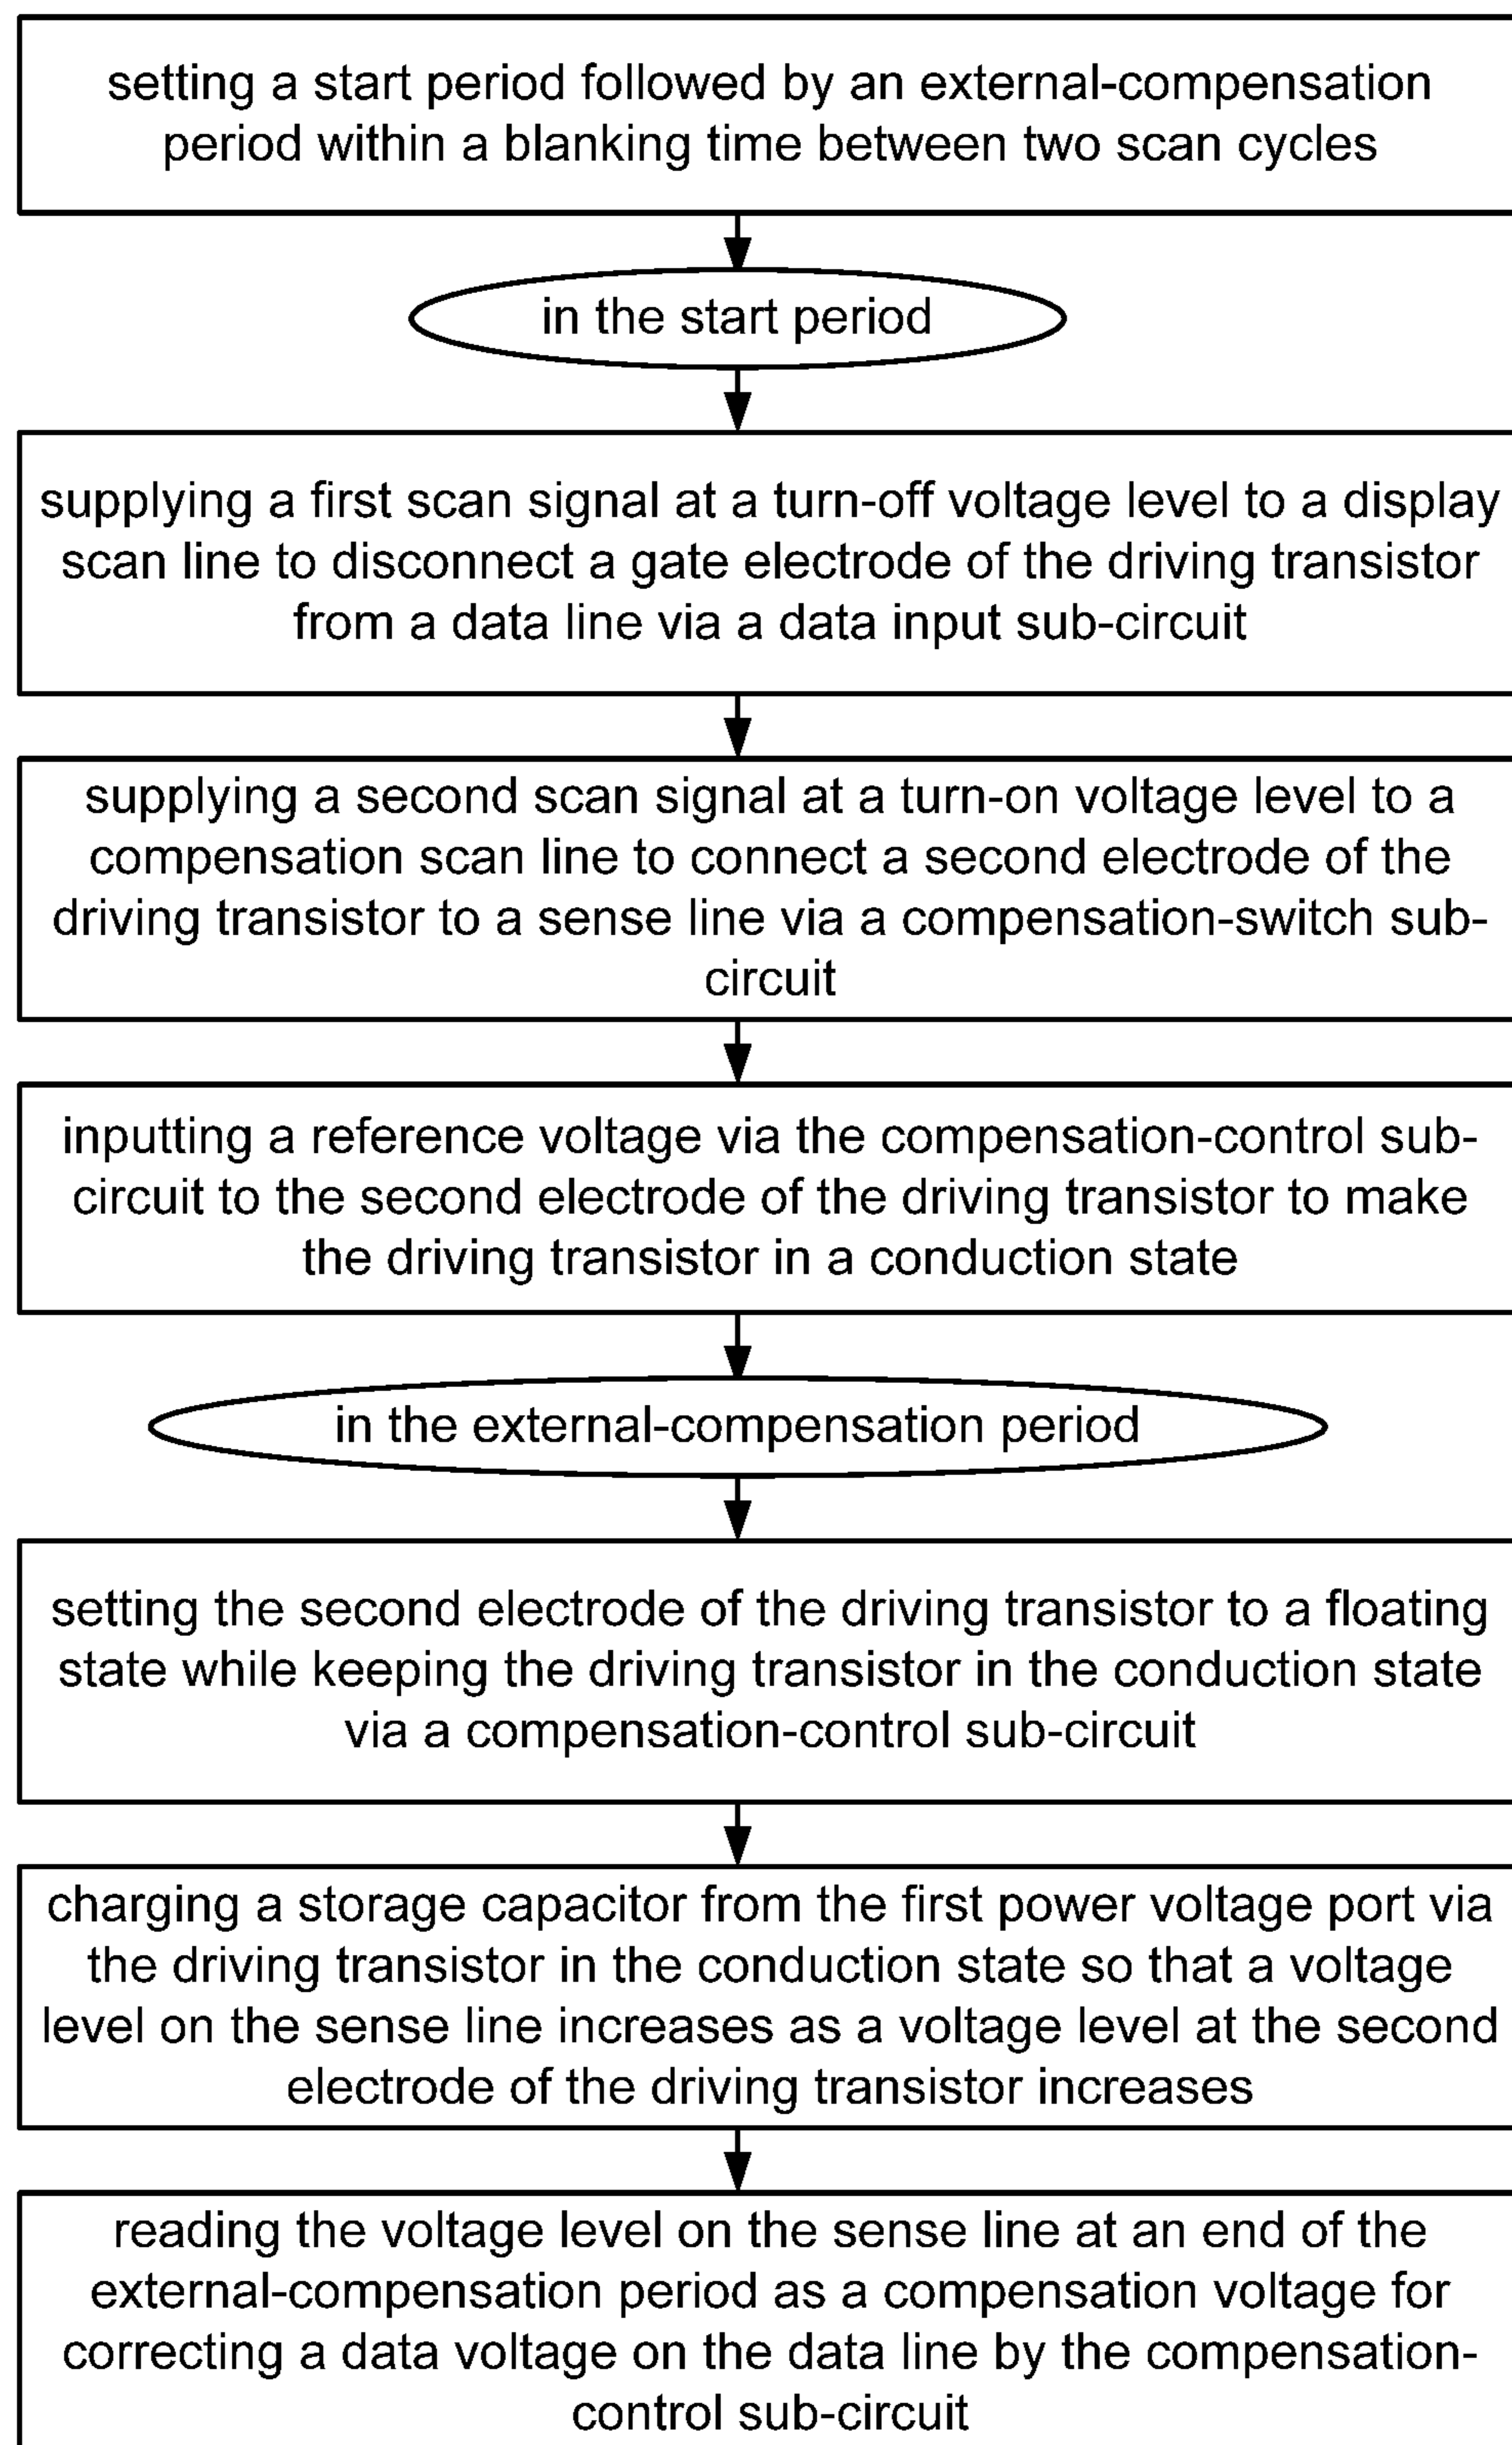 setting a start period followed by an external-compensation
period within a blanking time between two scan cycles
in the start period
supplying a first scan signal at a turn-off voltage level to a display
scan line to disconnect a gate electrode of the driving transistor
from a data line via a data input sub-circuit
supplying a second scan signal at a turn-on voltage level to a
compensation scan line to connect a second electrode of the
driving transistor to a sense line via a compensation-switch sub-
circuit
inputting a reference voltage via the compensation-control sub-
circuit to the second electrode of the driving transistor to make
the driving transistor in a conduction state
in the external-compensation period
setting the second electrode of the driving transistor to a floating
state while keeping the driving transistor in the conduction state
via a compensation-control sub-circuit
charging a storage capacitor from the first power voltage port via
the driving transistor in the conduction state so that a voltage
level on the sense line increases as a voltage level at the second
electrode of the driving transistor increases
reading the voltage level on the sense line at an end of the
external-compensation period as a compensation voltage for
correcting a data voltage on the data line by the compensation-
control sub-circuit